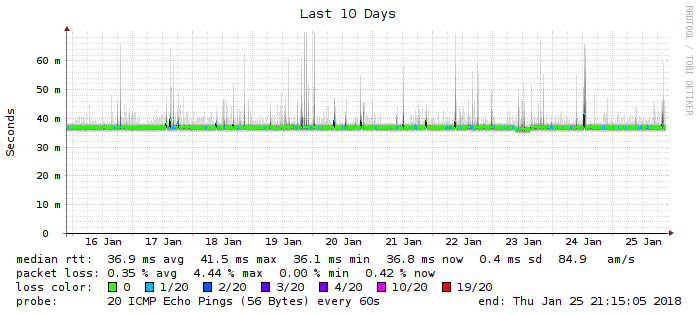 Last 10 Days
RRDTOOL / TOBI OETIKER
Seconds
60 m
50 m
40 m
30 m
20 m
10 m
0
16 Jan 17 Jan 18 Jan 19 Jan 20 Jan 21 Jan 22 Jan 23 Jan 24 Jan 25 Jan
median rtt: 36.9 ms avg 41.5 ms max 36.1 ms min 36.8 ms now 0.4 ms sd 84.9 am/s
packet loss: 0.35 % avg 4.44 % max 0.00 % min 0.42 % now
loss color: 0 1/20 2/20 3/20 4/20 10/20 19/20
probe: 20 ICMP Echo Pings (56 Bytes) every 60s end: Thu Jan 25 21:15:05 2018